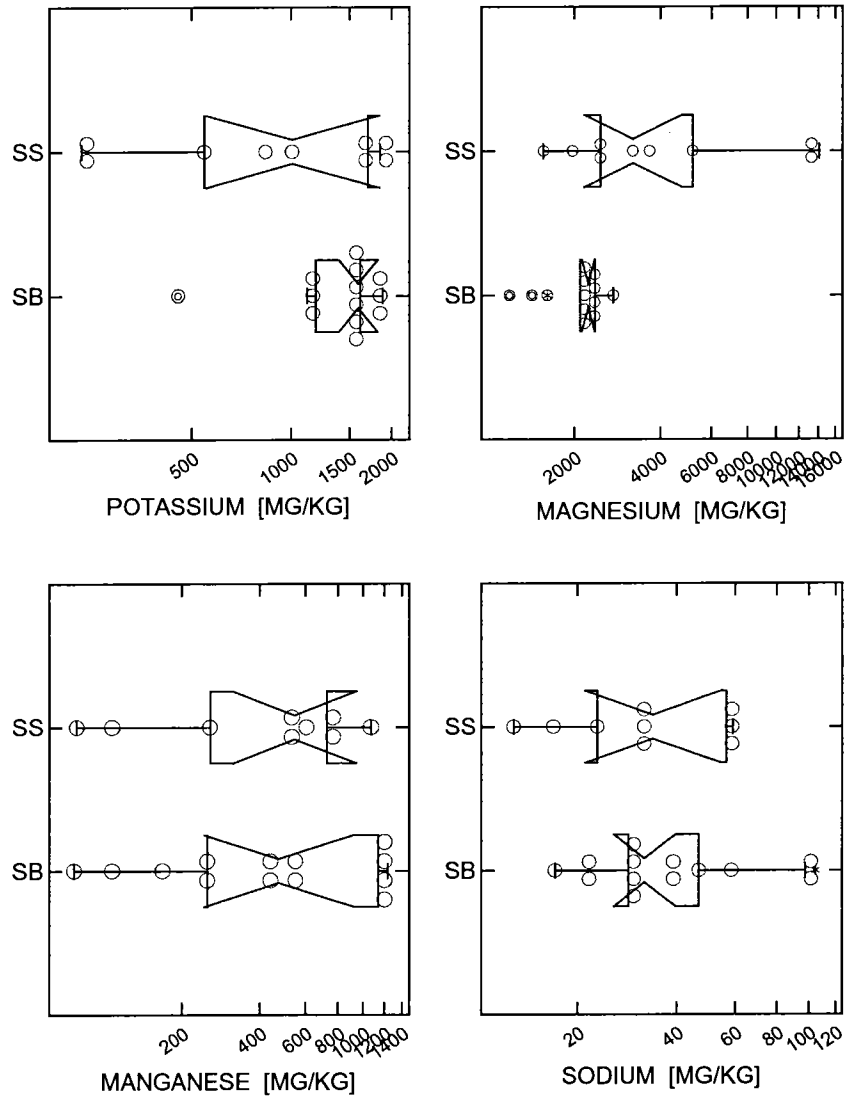 SS
SB
500 1000 1500 2000
POTASSIUM [MG/KG]
SS
SB
2000 4000 6000 8000 10000 12000 14000 16000
MAGNESIUM [MG/KG]
SS
SB
200 400 600 800 1000 1200 1400
MANGANESE [MG/KG]
SS
SB
20 40 60 100 120
SODIUM [MG/KG]